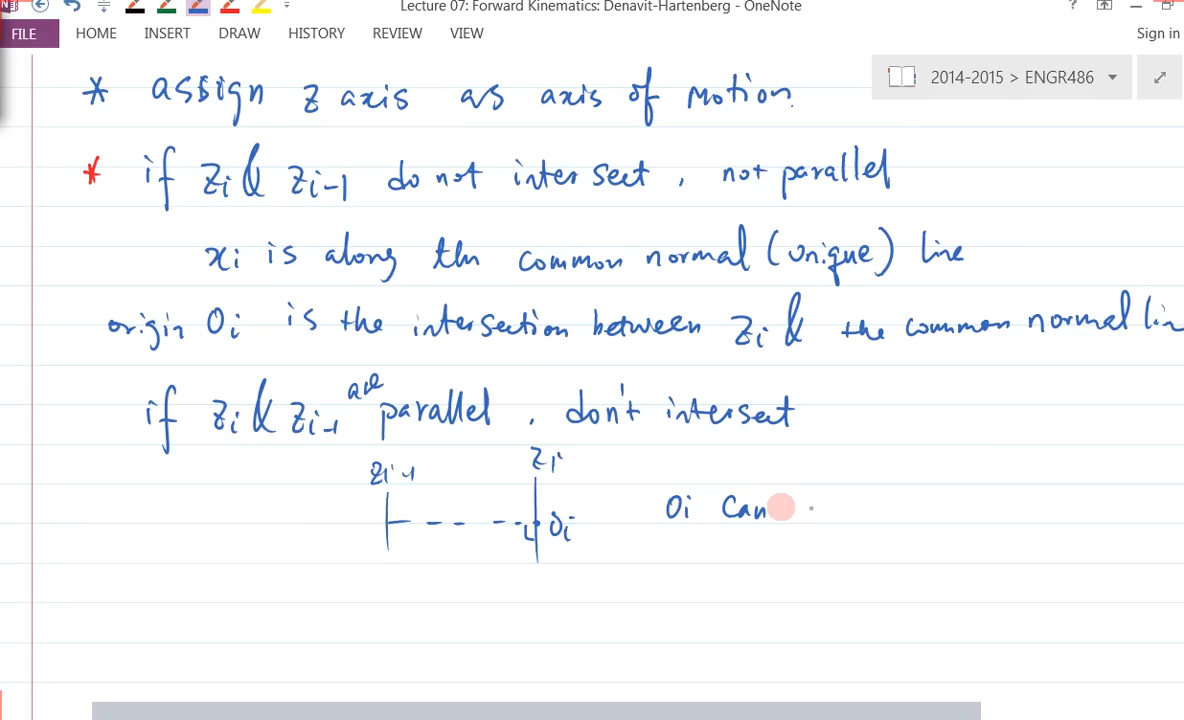 Lecture 07: Forward Kinematics: Denavit-Hartenberg - OneNote
FILE HOME INSERT DRAW HISTORY REVIEW VIEW Sign in
2014-2015 > ENGR486
* assign z axis as axis of motion.
* if zi & zi-1 do not intersect, not parallel
xi is along the common normal (unique) line
origin Oi is the intersection between zi & the common normal lin
if zi & zi-1 are parallel, don't intersect
zi-1 zi
Oi Oi can